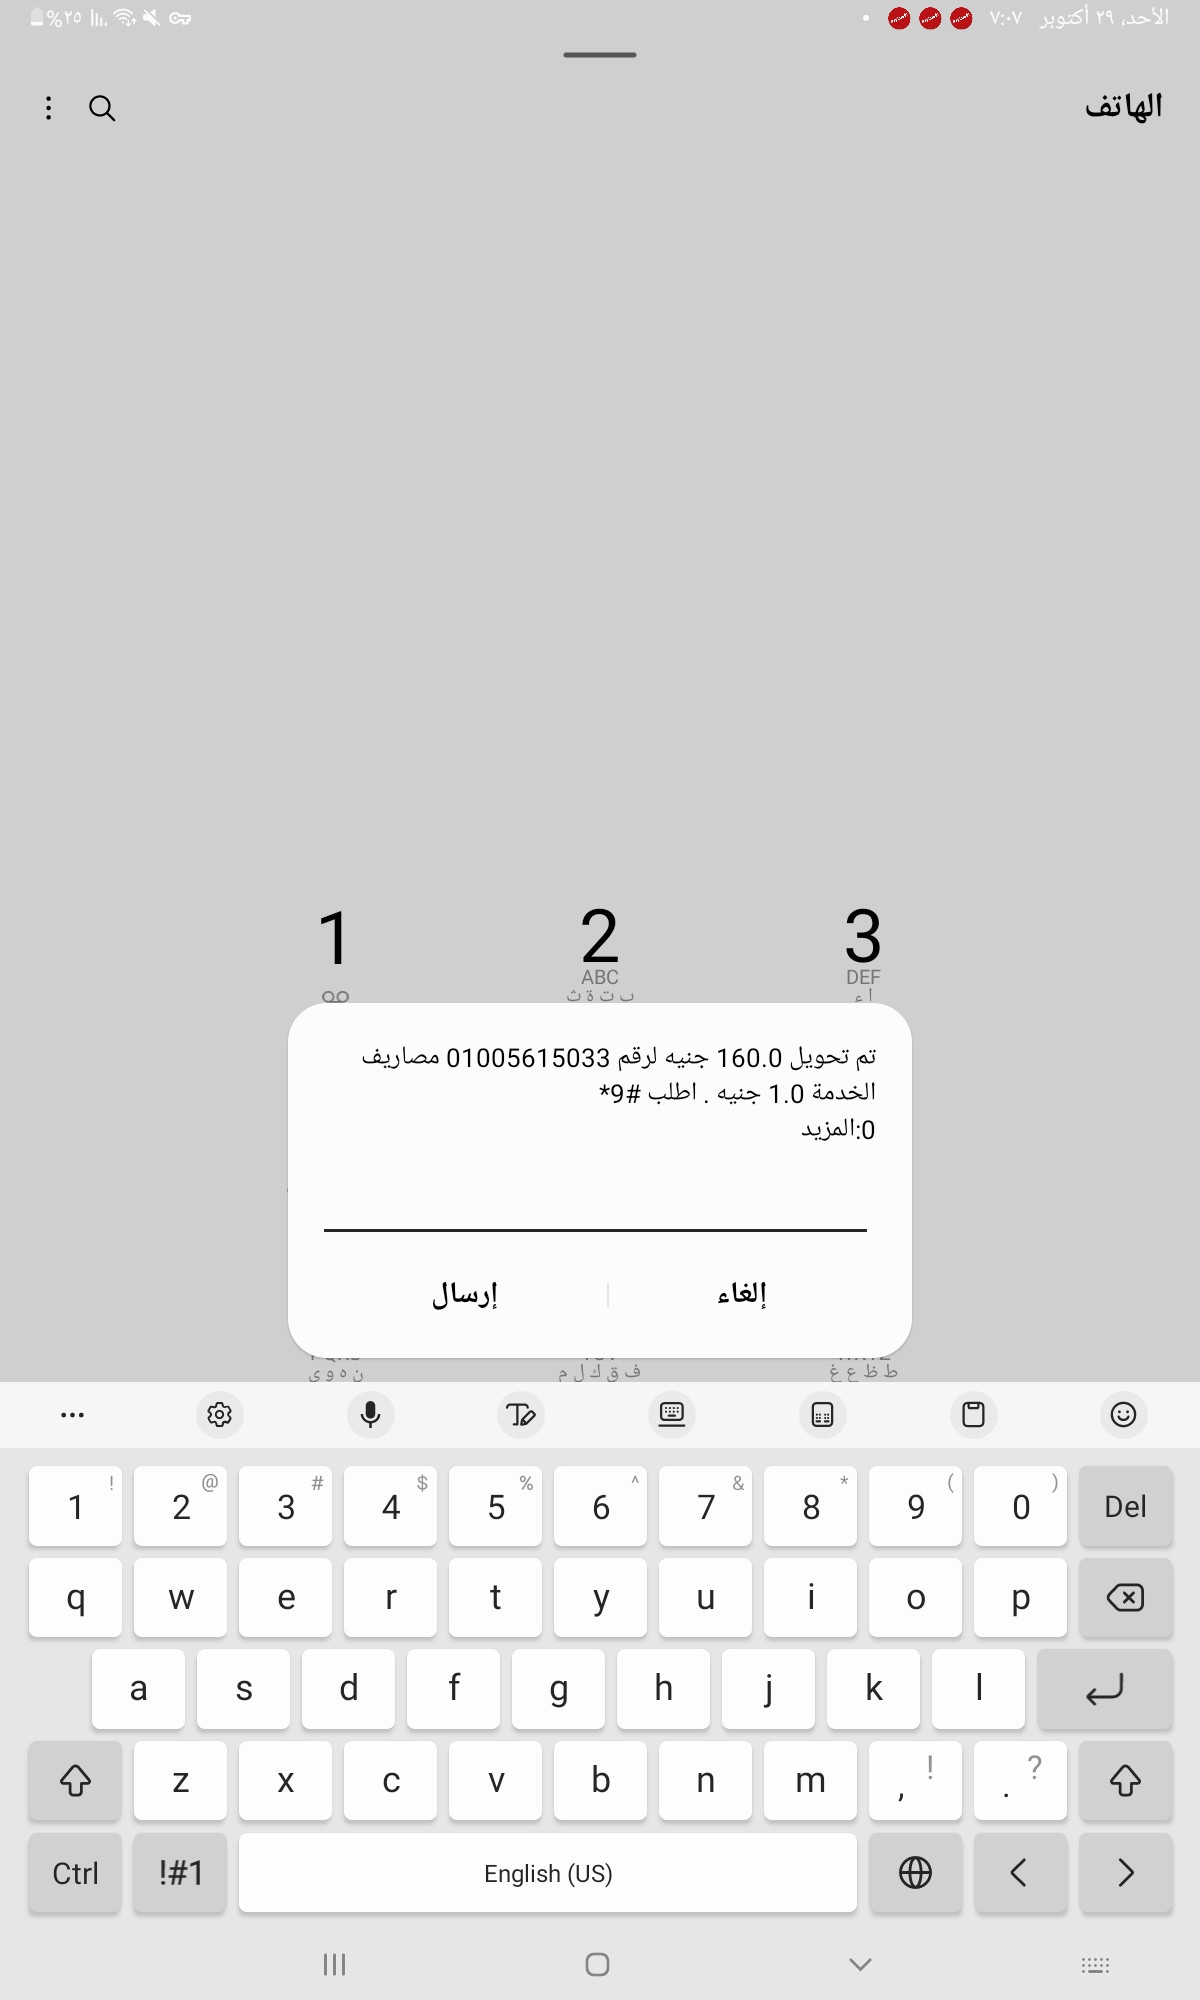 الأحد، ٢٩ أكتوبر ٧:٠٧
٢٥%
الهاتف
1 2 3
ABC DEF
ب ت ة ث ا ء
تم تحويل 160.0 جنيه لرقم 01005615033 مصاريف
الخدمة 1.0 جنيه . اطلب #9*
0:المزيد
إلغاء إرسال
ن ه و ي ف ق ك ل م ط ظ ع غ
! @ # $ % ^ & * ( )
1 2 3 4 5 6 7 8 9 0 Del
q w e r t y u i o p
a s d f g h j k l
z x c v b n m , ! . ?
Ctrl !#1 English (US)